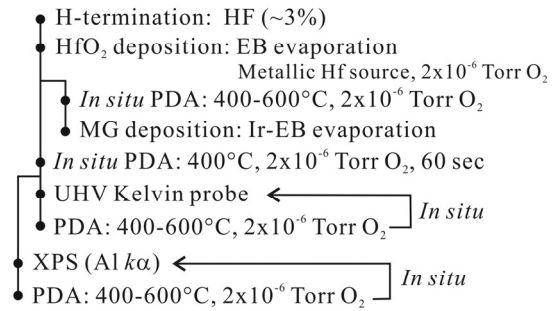 H-termination: HF (~3%)
HfO₂ deposition: EB evaporation
Metallic Hf source, 2x10⁻⁶ Torr O₂
In situ PDA: 400-600°C, 2x10⁻⁶ Torr O₂
MG deposition: Ir-EB evaporation
In situ PDA: 400°C, 2x10⁻⁶ Torr O₂, 60 sec
UHV Kelvin probe
In situ
PDA: 400-600°C, 2x10⁻⁶ Torr O₂
XPS (Al kα)
In situ
PDA: 400-600°C, 2x10⁻⁶ Torr O₂